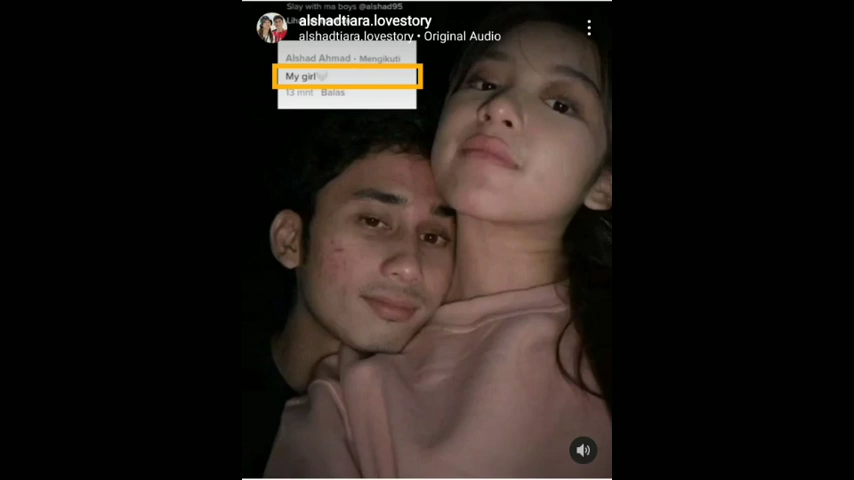 Slay with ma boys @alshad95
alshadtiara.lovestory
alshadtiara.lovestory • Original Audio
Alshad Ahmad • Mengikuti
My girl🤍
13 mnt Balas